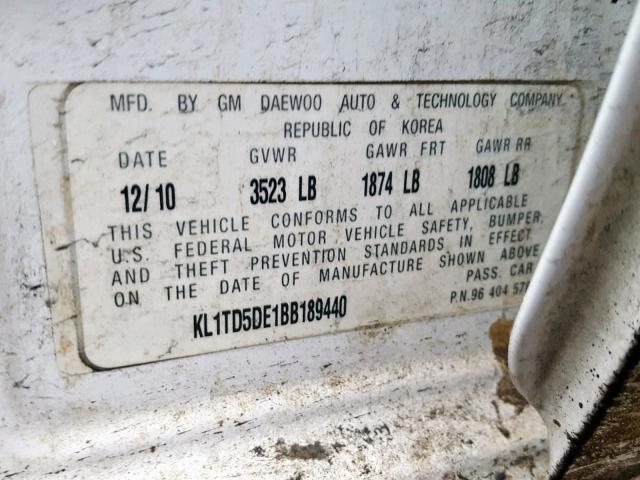 MFD. BY GM DAEWOO AUTO & TECHNOLOGY COMPANY
REPUBLIC OF KOREA
DATE GVWR GAWR FRT GAWR RR
12/10 3523 LB 1874 LB 1808 LB
THIS VEHICLE CONFORMS TO ALL APPLICABLE
U.S. FEDERAL MOTOR VEHICLE SAFETY, BUMPER,
AND THEFT PREVENTION STANDARDS IN EFFECT
ON THE DATE OF MANUFACTURE SHOWN ABOVE
PASS. CAR
KL1TD5DE1BB189440 P.N.96 404